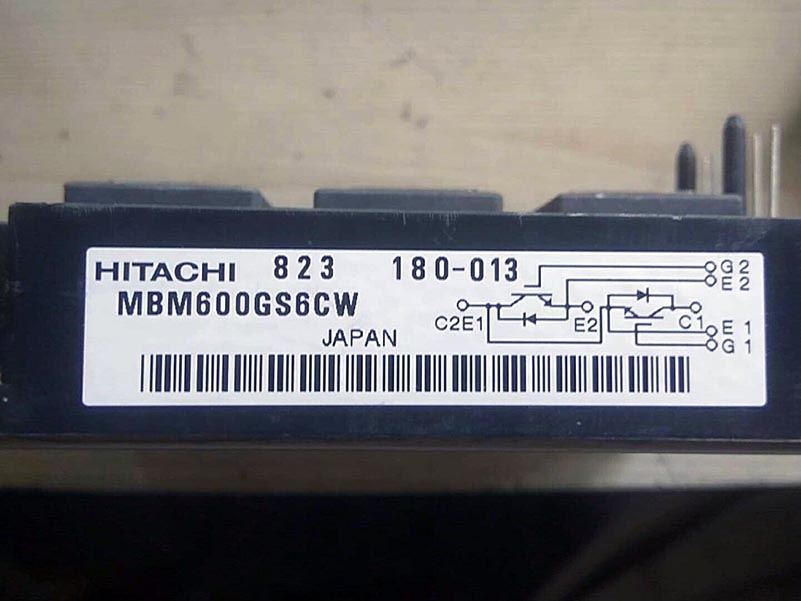 HITACHI 823 180-013
MBM600GS6CW
JAPAN
G2
E2
C2E1 E2 C1
E1
G1